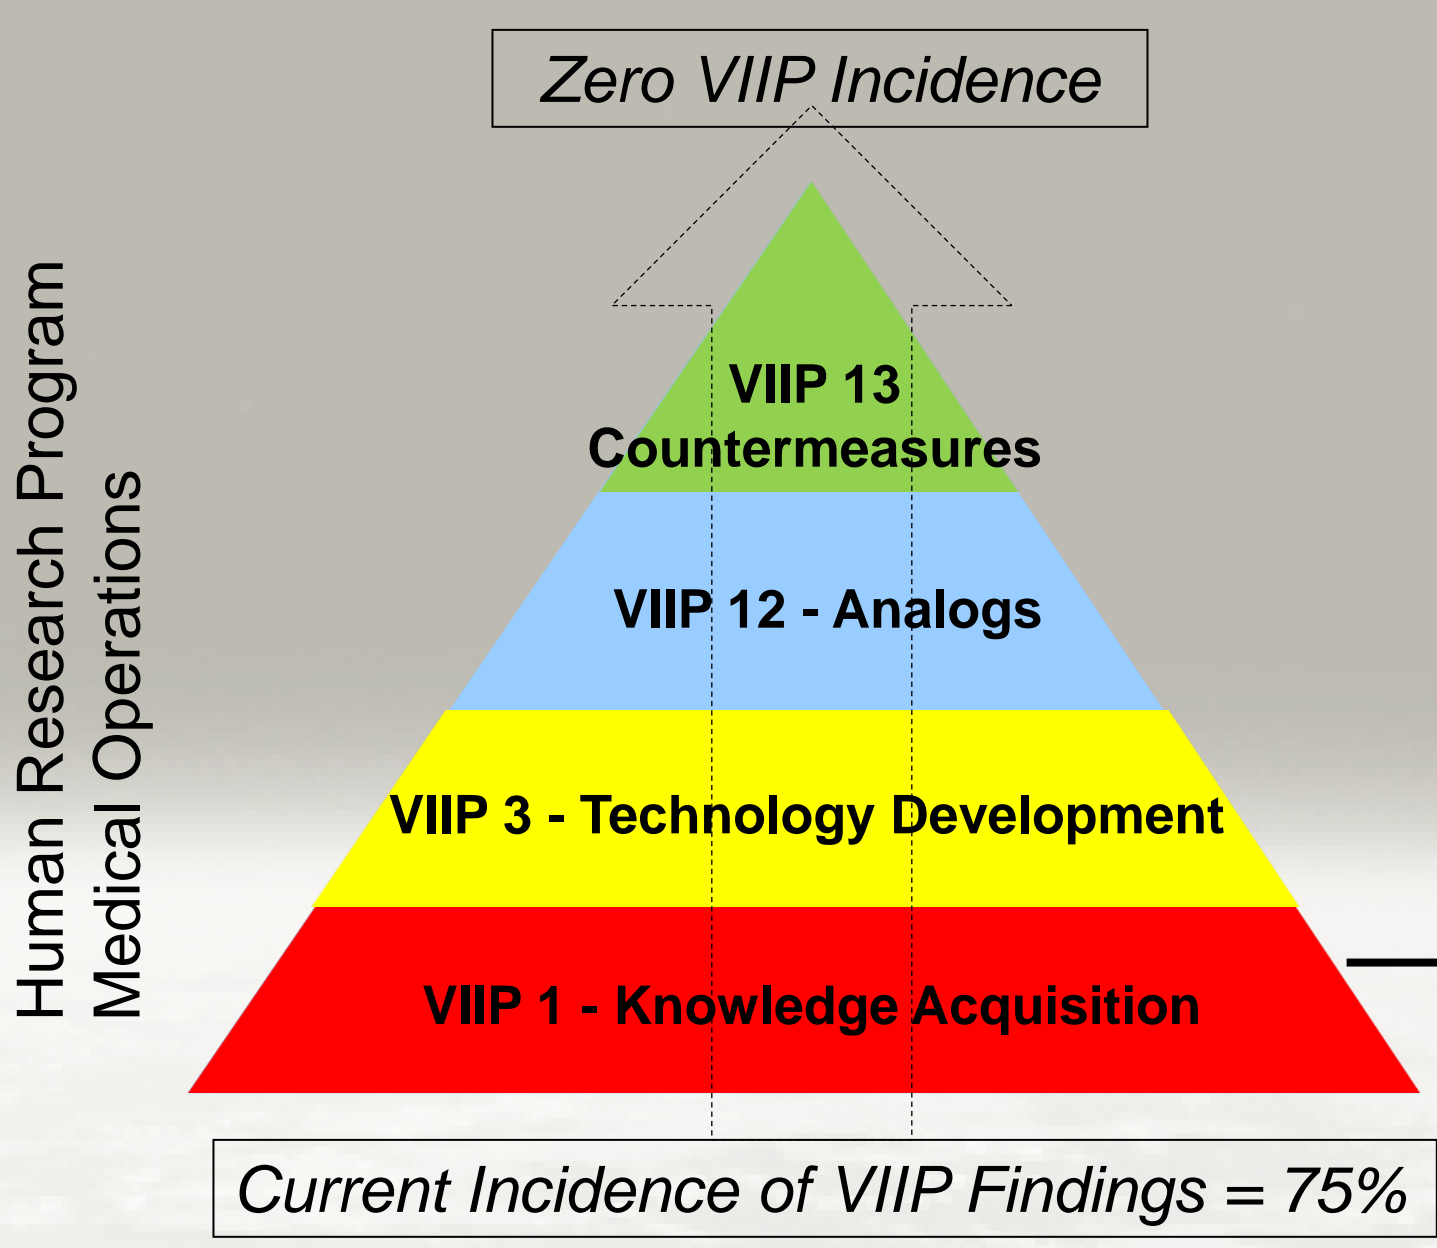 Zero VIIP Incidence
Human Research Program
Medical Operations
VIIP 13
Countermeasures
VIIP 12 - Analogs
VIIP 3 - Technology Development
VIIP 1 - Knowledge Acquisition
Current Incidence of VIIP Findings = 75%